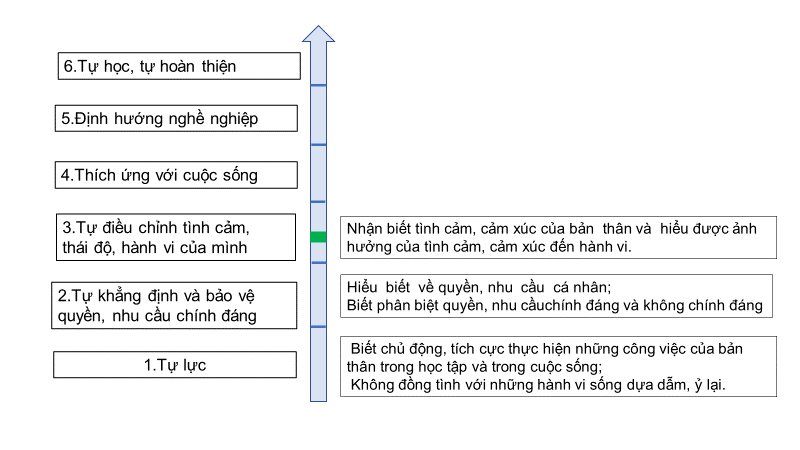 6.Tự học, tự hoàn thiện
5.Định hướng nghề nghiệp
4.Thích ứng với cuộc sống
3.Tự điều chỉnh tình cảm,
thái độ, hành vi của mình
Nhận biết tình cảm, cảm xúc của bản thân và hiểu được ảnh
hưởng của tình cảm, cảm xúc đến hành vi.
2.Tự khẳng định và bảo vệ
quyền, nhu cầu chính đáng
Hiểu biết về quyền, nhu cầu cá nhân;
Biết phân biệt quyền, nhu cầuchính đáng và không chính đáng
1.Tự lực
Biết chủ động, tích cực thực hiện những công việc của bản
thân trong học tập và trong cuộc sống;
Không đồng tình với những hành vi sống dựa dẫm, ỷ lại.